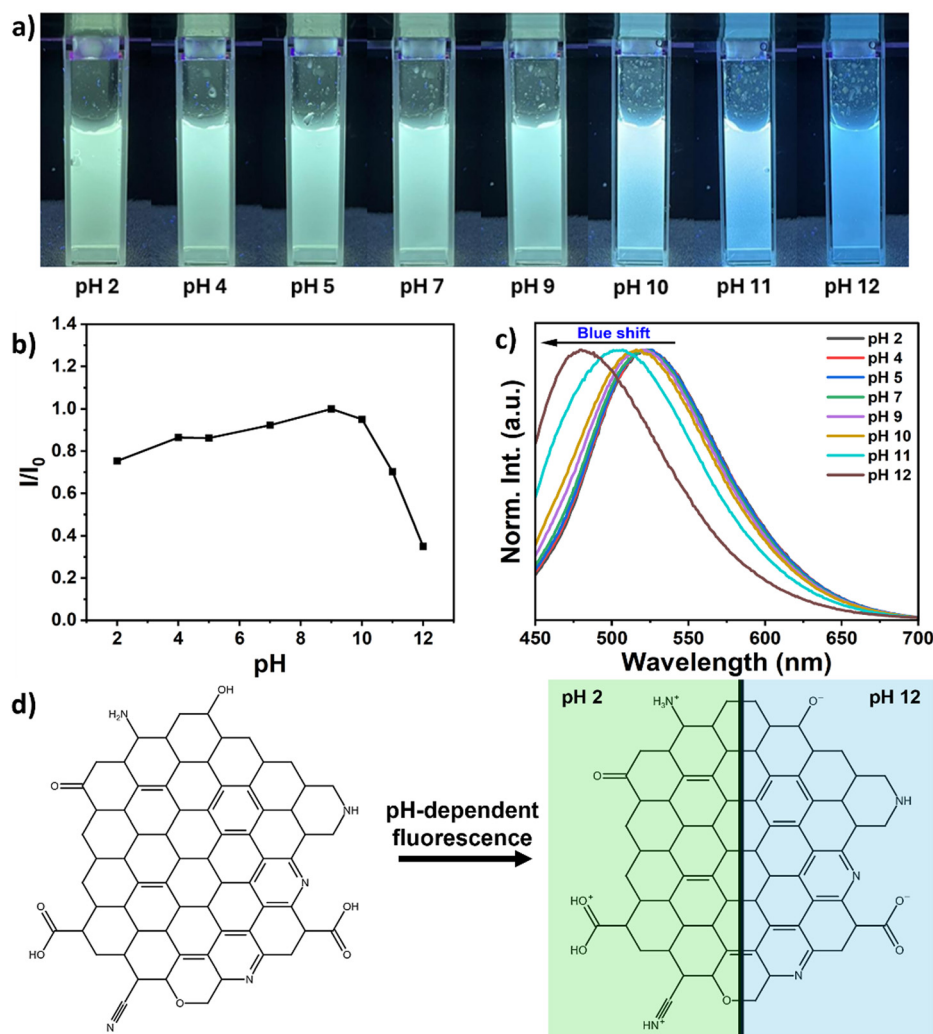 a)
pH 2 pH 4 pH 5 pH 7 pH 9 pH 10 pH 11 pH 12
b)
1.4
1.2
1.0
0.8
0.6
0.4
0.2
0.0
I/I₀
2 4 6 8 10 12
pH
c)
Blue shift
pH 2
pH 4
pH 5
pH 7
pH 9
pH 10
pH 11
pH 12
Norm. Int. (a.u.)
450 500 550 600 650 700
Wavelength (nm)
d)
OH
H₂N
O
NH
N
O
HO
OH
O
N
O
N
pH-dependent
fluorescence
pH 2
pH 12
H₃N⁺
O⁻
O
NH
N
HO⁺
HO
O⁻
O
N
O
HN⁺